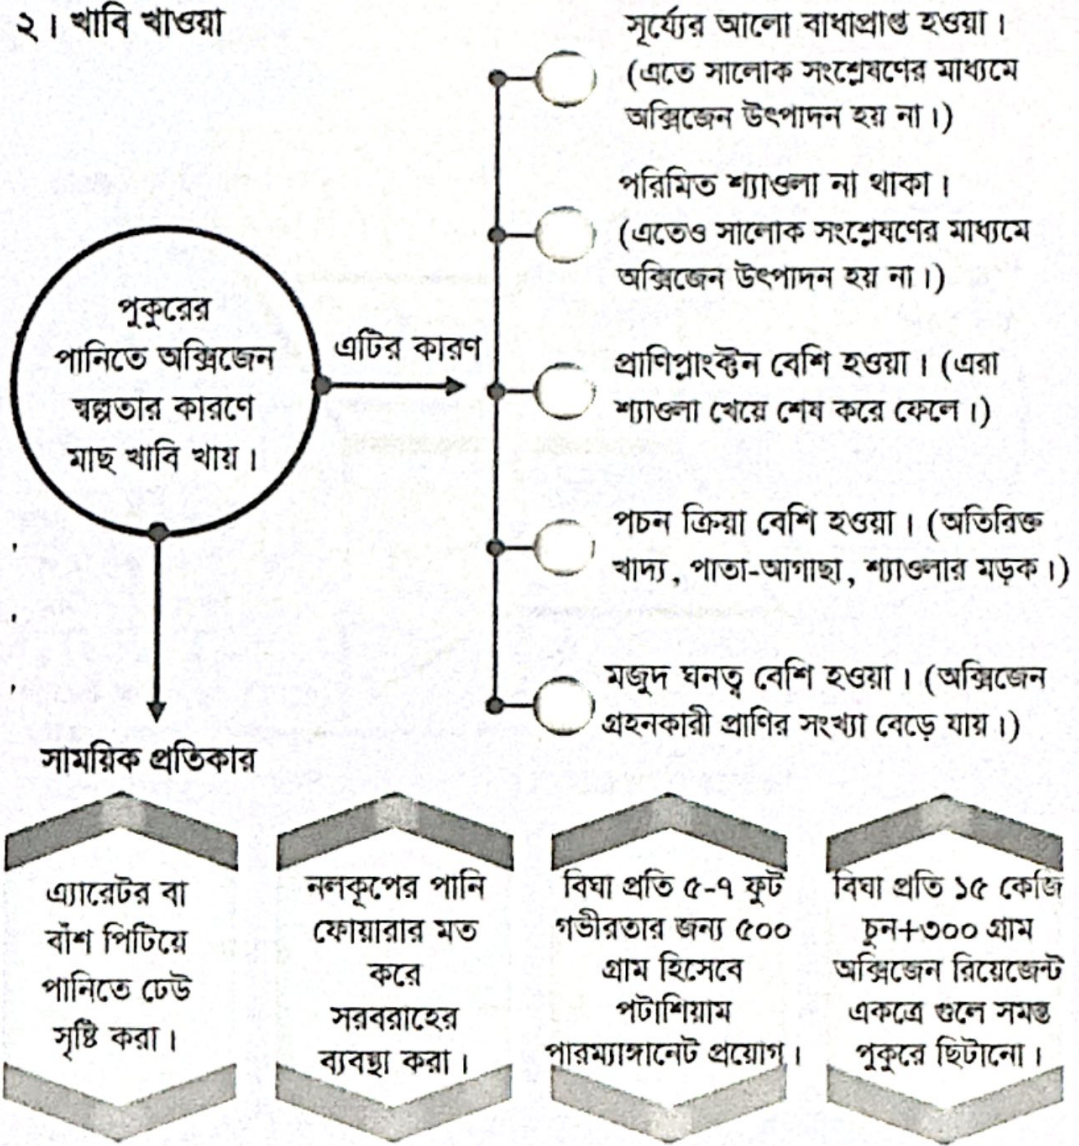 ২। খাবি খাওয়া
সূর্য্যের আলো বাধাপ্রাপ্ত হওয়া।
(এতে সালোক সংশ্লেষণের মাধ্যমে
অক্সিজেন উৎপাদন হয় না।)
পরিমিত শ্যাওলা না থাকা।
(এতেও সালোক সংশ্লেষণের মাধ্যমে
অক্সিজেন উৎপাদন হয় না।)
পুকুরের
পানিতে অক্সিজেন
স্বল্পতার কারণে
মাছ খাবি খায়।
এটির কারণ
প্রাণিপ্লাংক্টন বেশি হওয়া। (এরা
শ্যাওলা খেয়ে শেষ করে ফেলে।)
পচন ক্রিয়া বেশি হওয়া। (অতিরিক্ত
খাদ্য, পাতা-আগাছা, শ্যাওলার মড়ক।)
মজুদ ঘনত্ব বেশি হওয়া। (অক্সিজেন
গ্রহনকারী প্রাণির সংখ্যা বেড়ে যায়।)
সাময়িক প্রতিকার
এ্যারেটর বা
বাঁশ পিটিয়ে
পানিতে ঢেউ
সৃষ্টি করা।
নলকূপের পানি
ফোয়ারার মত
করে
সরবরাহের
ব্যবস্থা করা।
বিঘা প্রতি ৫-৭ ফুট
গভীরতার জন্য ৫০০
গ্রাম হিসেবে
পটাশিয়াম
পারম্যাঙ্গানেট প্রয়োগ।
বিঘা প্রতি ১৫ কেজি
চুন+৩০০ গ্রাম
অক্সিজেন রিয়েজেন্ট
একত্রে গুলে সমস্ত
পুকুরে ছিটানো।